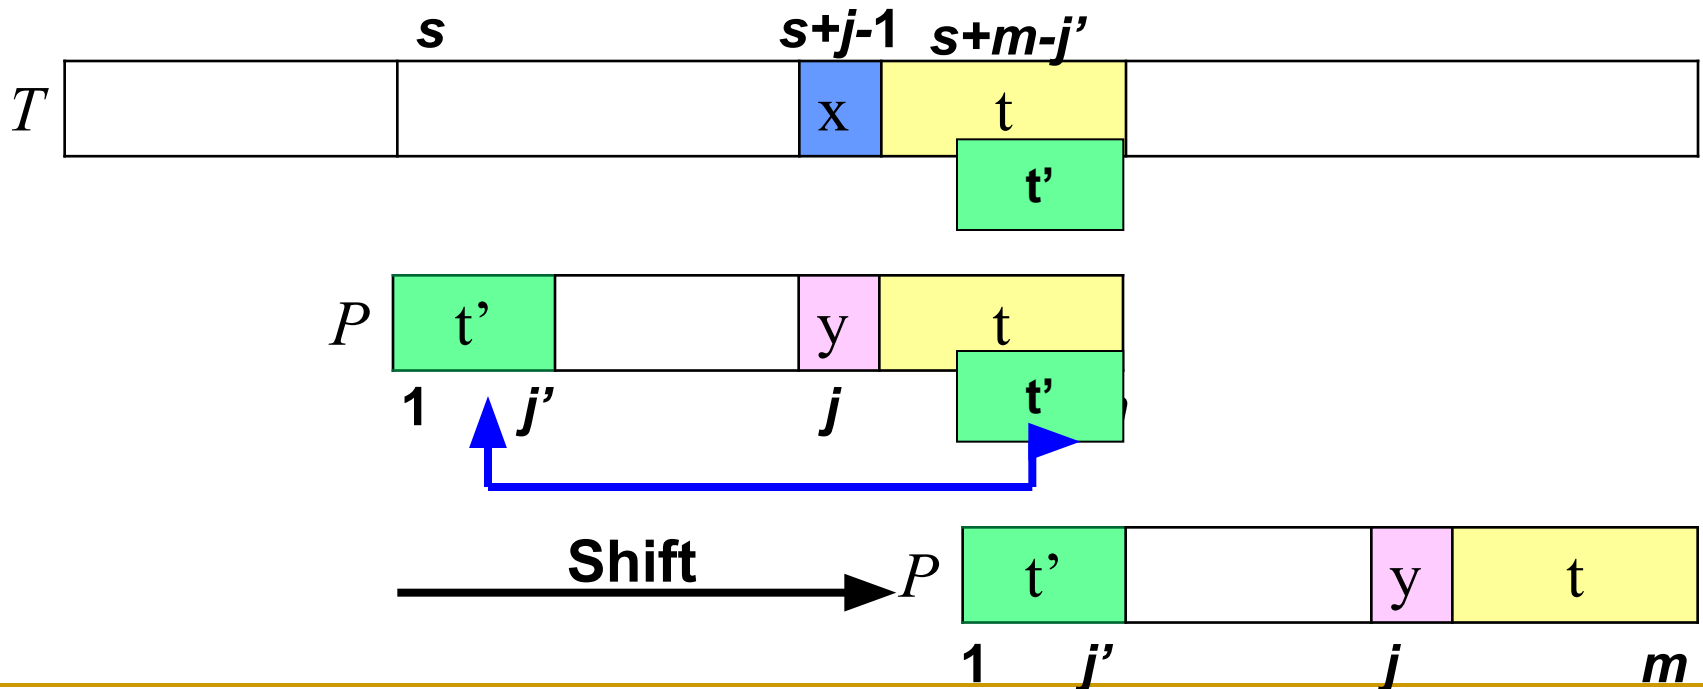 s s+j-1 s+m-j’
T x t
t’
P t’ y t
t’
1 j’ j
Shift
P t’ y t
1 j’ j m